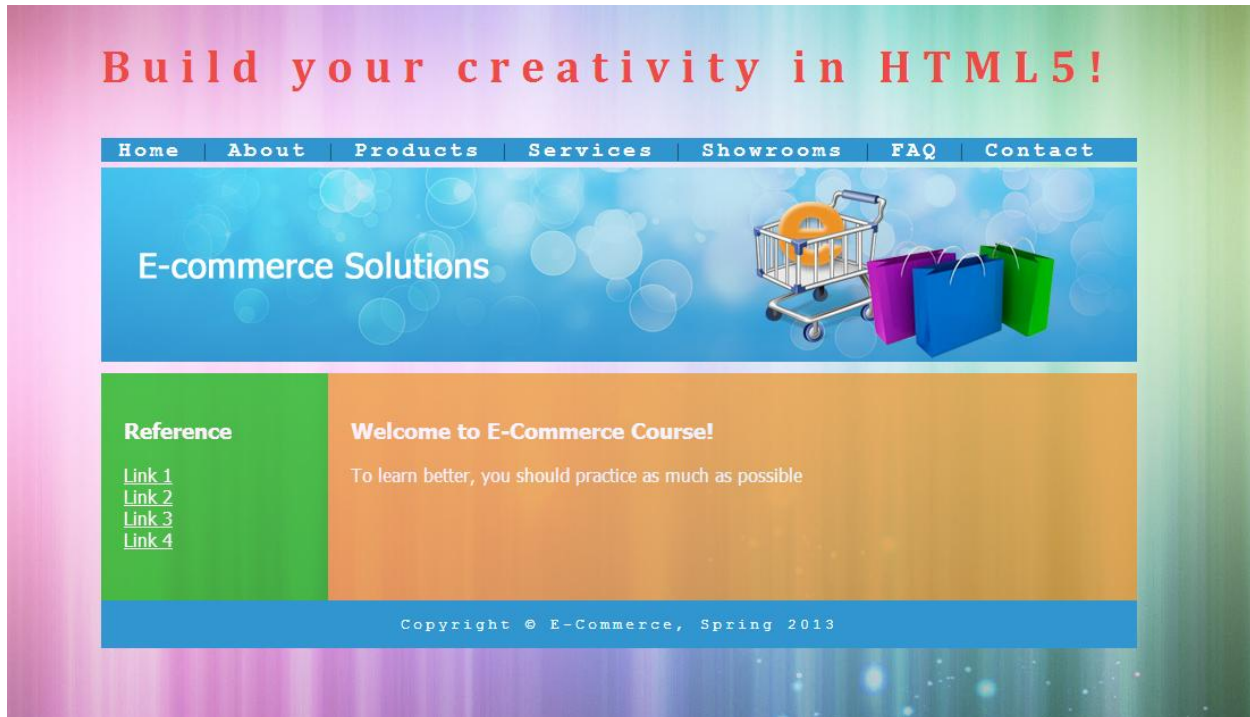 Build your creativity in HTML5!
Home | About | Products | Services | Showrooms | FAQ | Contact
E-commerce Solutions
e
Reference
Link 1
Link 2
Link 3
Link 4
Welcome to E-Commerce Course!
To learn better, you should practice as much as possible
Copyright © E-Commerce, Spring 2013